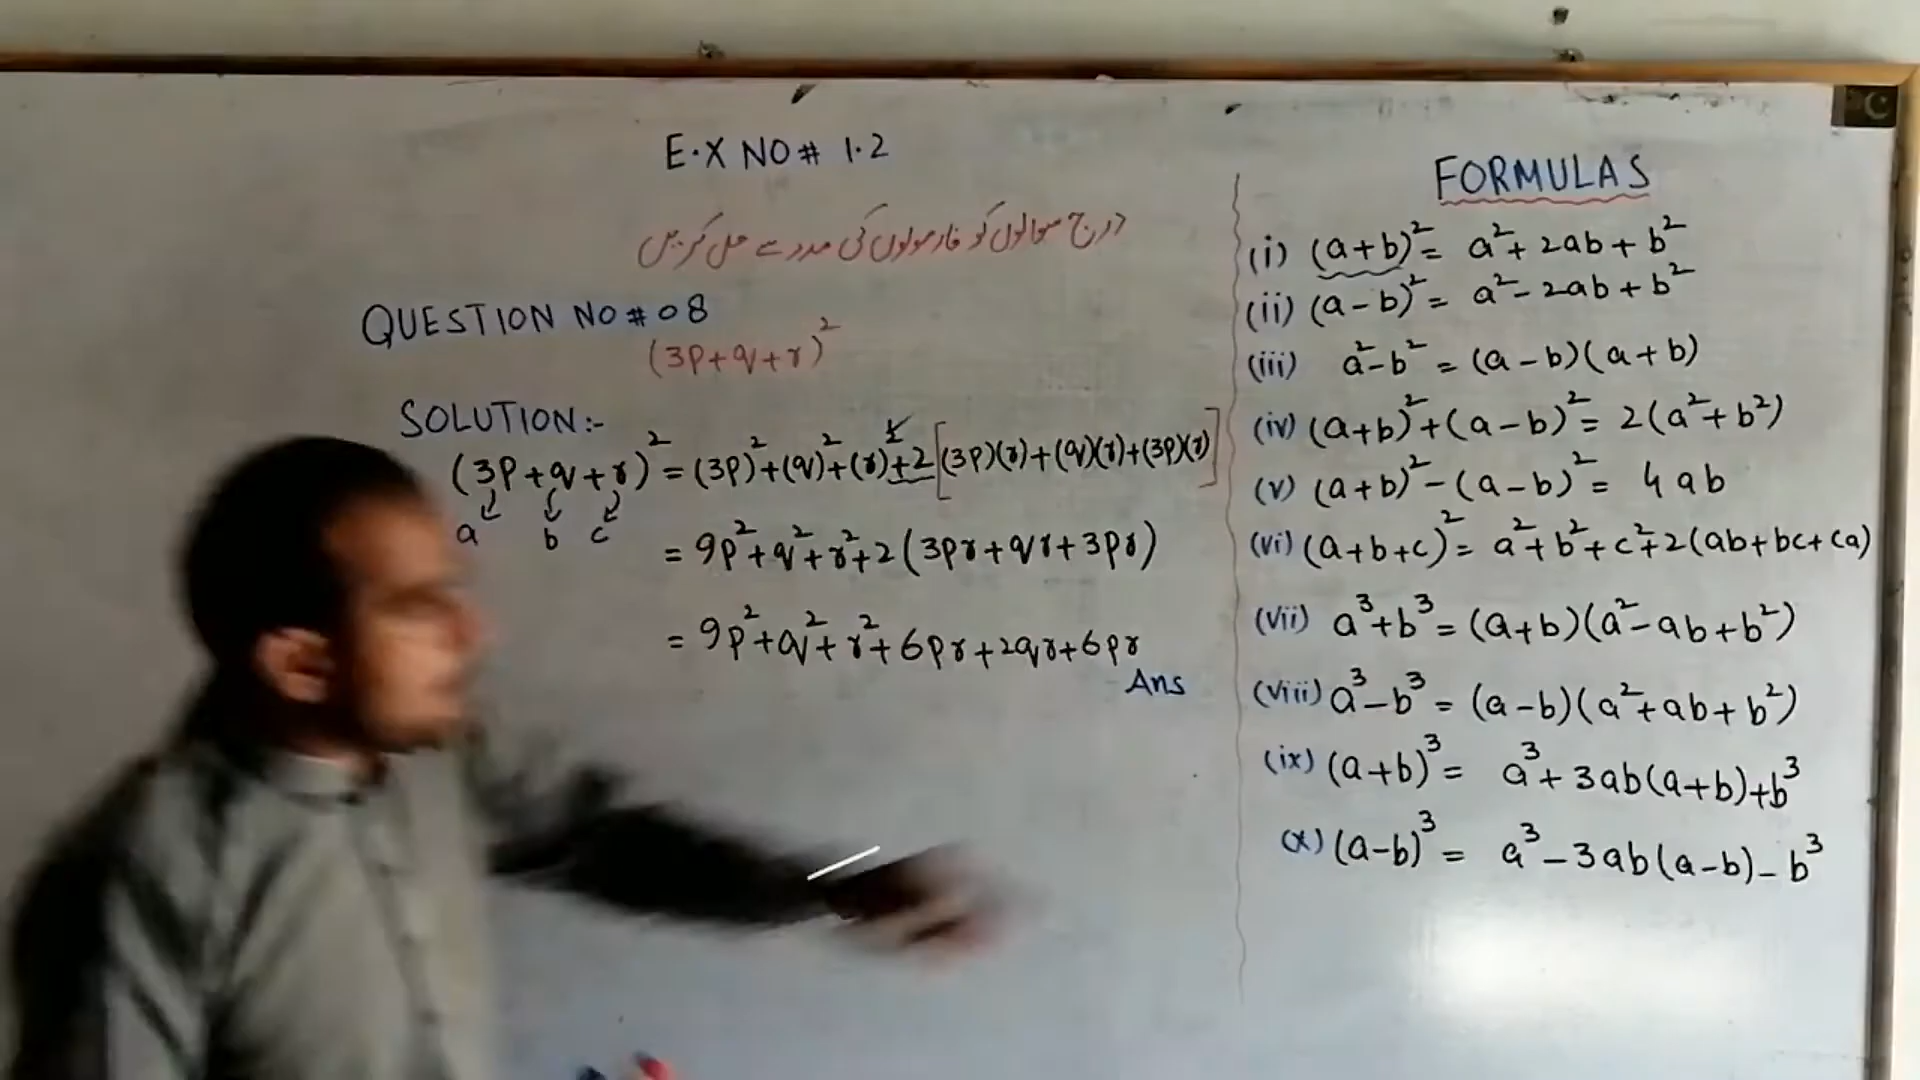 E.X NO# 1.2
درج سوالوں کو فارمولوں کی مدد سے حل کریں
QUESTION NO # 08
(3p+q+r)²
SOLUTION:-
(3p+q+r)² = (3p)²+(q)²+(r)²+2[(3p)(r)+(q)(r)+(3p)(r)]
a b c
= 9p²+q²+r²+2(3pr+qr+3pr)
= 9p²+q²+r²+6pr+2qr+6pr
Ans
FORMULAS
(i) (a+b)² = a²+2ab+b²
(ii) (a-b)² = a²-2ab+b²
(iii) a²-b² = (a-b)(a+b)
(iv) (a+b)²+(a-b)² = 2(a²+b²)
(v) (a+b)²-(a-b)² = 4ab
(vi) (a+b+c)² = a²+b²+c²+2(ab+bc+ca)
(vii) a³+b³ = (a+b)(a²-ab+b²)
(viii) a³-b³ = (a-b)(a²+ab+b²)
(ix) (a+b)³ = a³+3ab(a+b)+b³
(x) (a-b)³ = a³-3ab(a-b)-b³